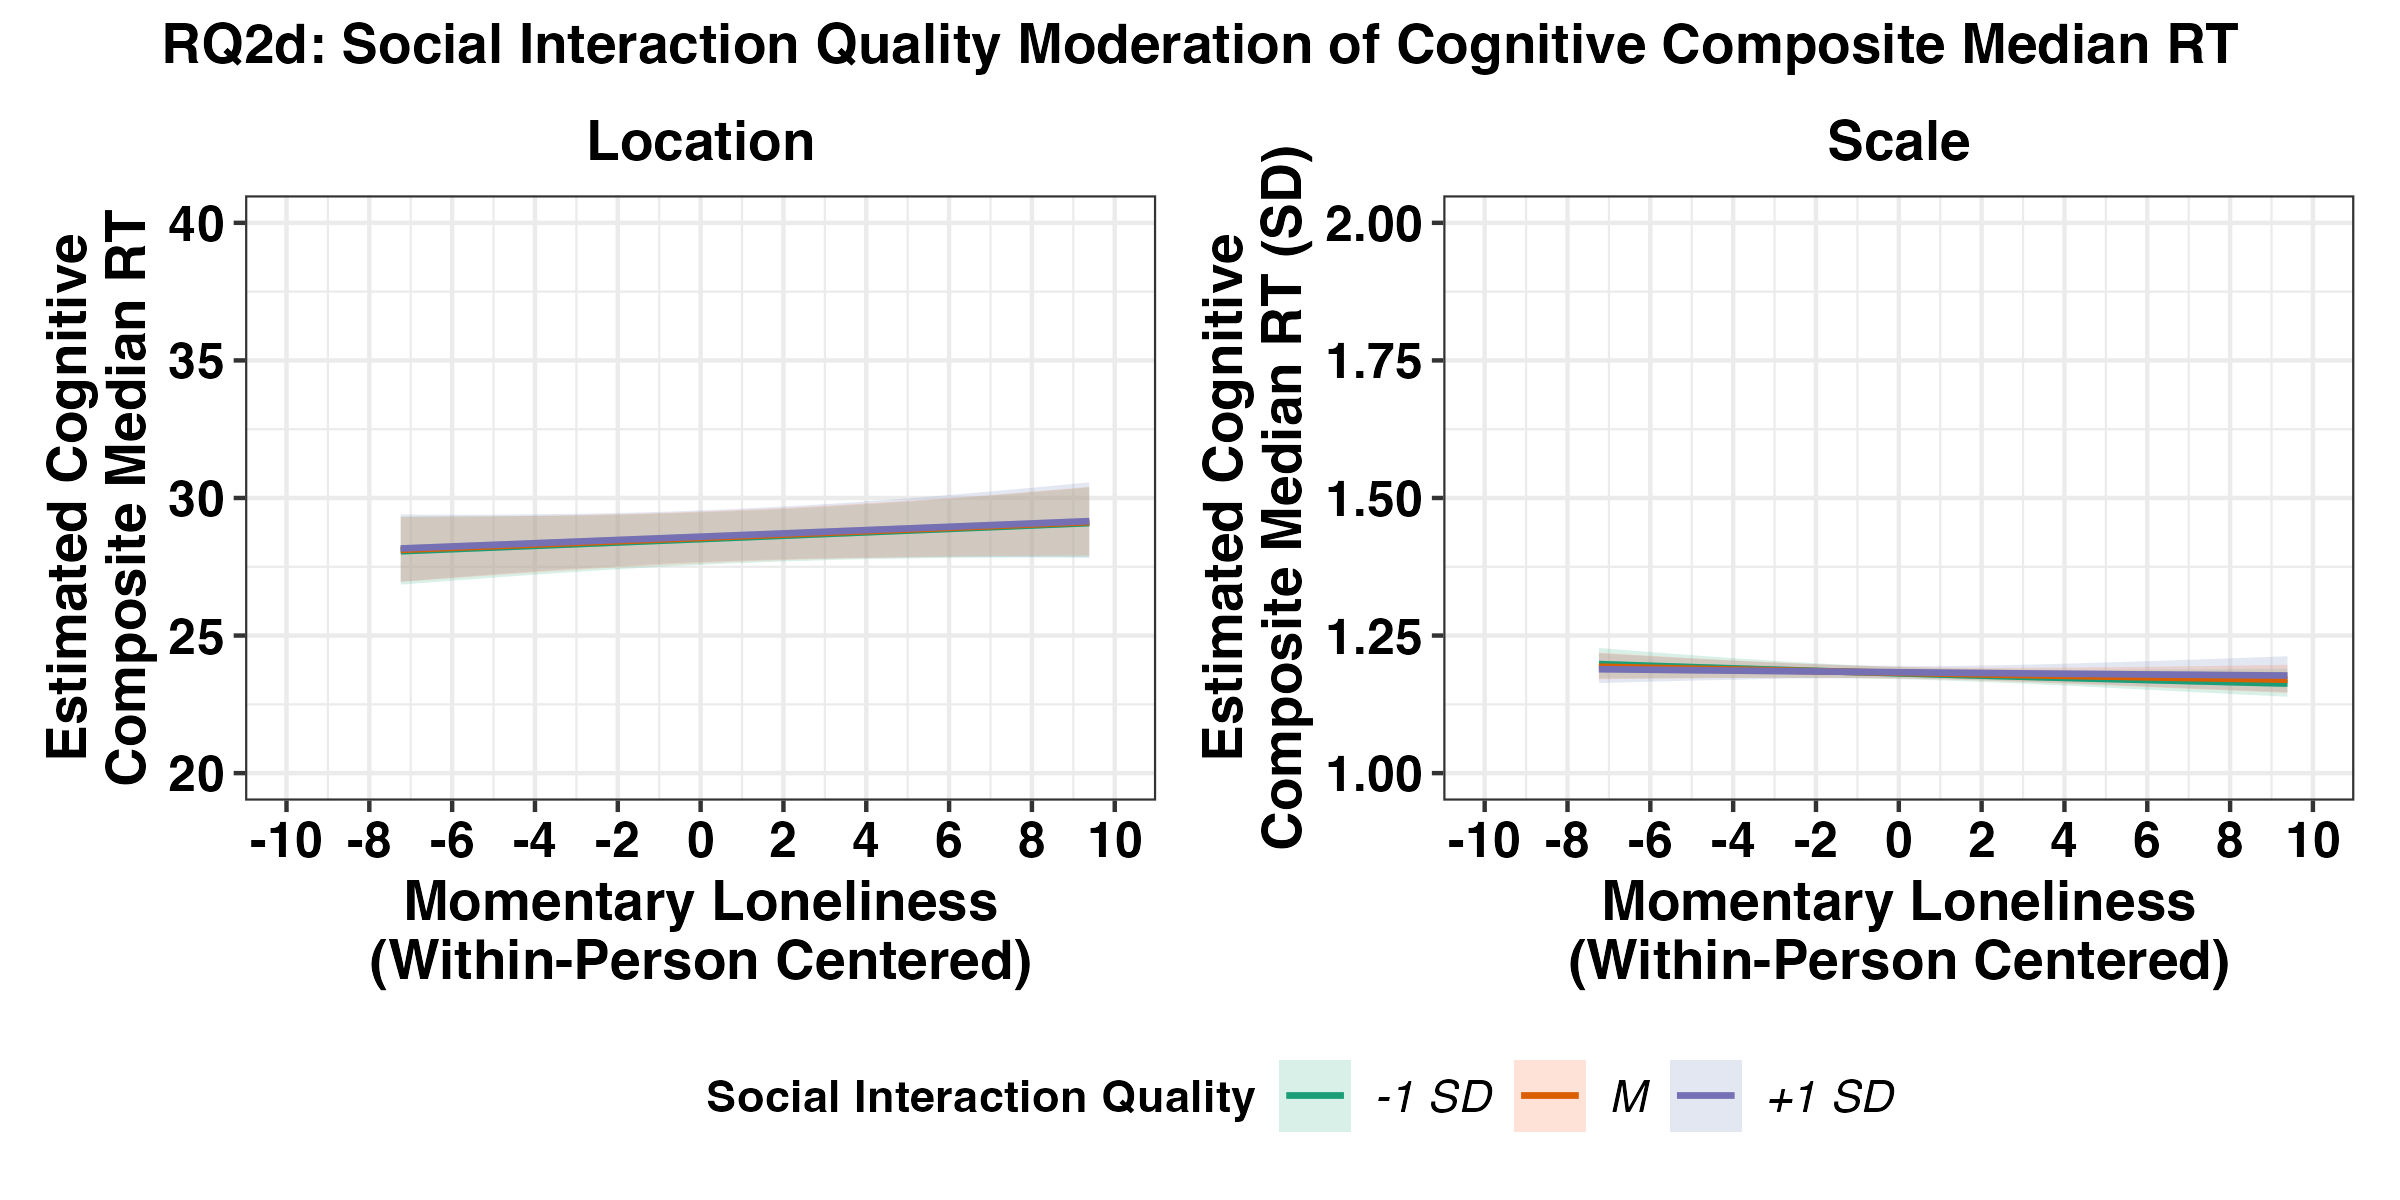 RQ2d: Social Interaction Quality Moderation of Cognitive Composite Median RT
Location
Estimated Cognitive
Composite Median RT
40
35
30
25
20
-10 -8 -6 -4 -2 0 2 4 6 8 10
Momentary Loneliness
(Within-Person Centered)
Scale
Estimated Cognitive
Composite Median RT (SD)
2.00
1.75
1.50
1.25
1.00
-10 -8 -6 -4 -2 0 2 4 6 8 10
Momentary Loneliness
(Within-Person Centered)
Social Interaction Quality -1 SD M +1 SD